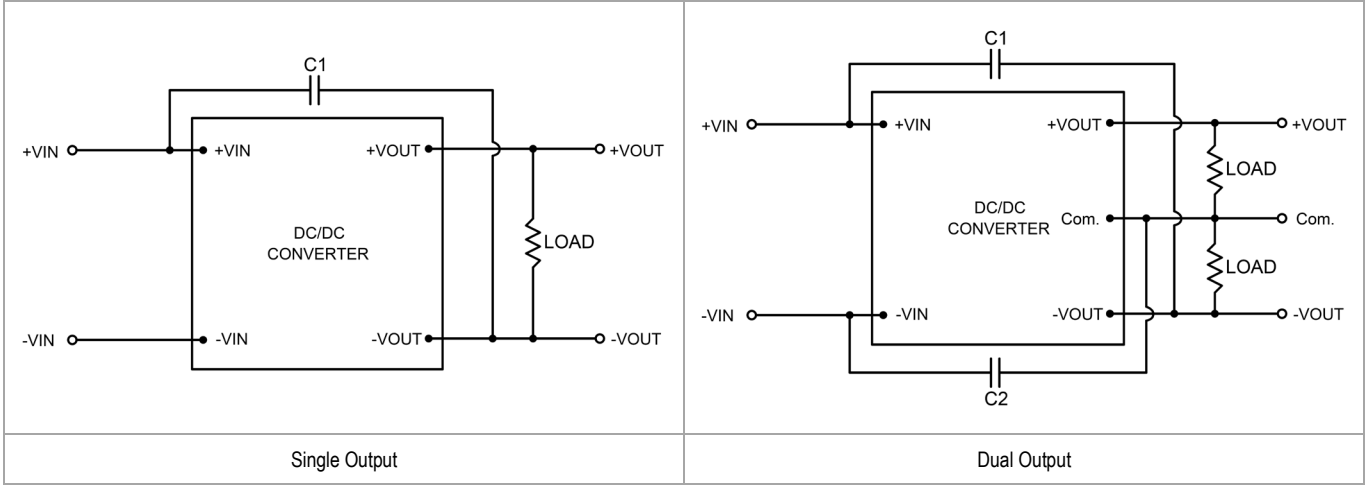 C1
+VIN
+VIN
+VOUT
+VOUT
DC/DC
CONVERTER
LOAD
-VIN
-VIN
-VOUT
-VOUT
Single Output
C1
+VIN
+VIN
+VOUT
+VOUT
LOAD
DC/DC
CONVERTER
Com.
Com.
LOAD
-VIN
-VIN
-VOUT
-VOUT
C2
Dual Output